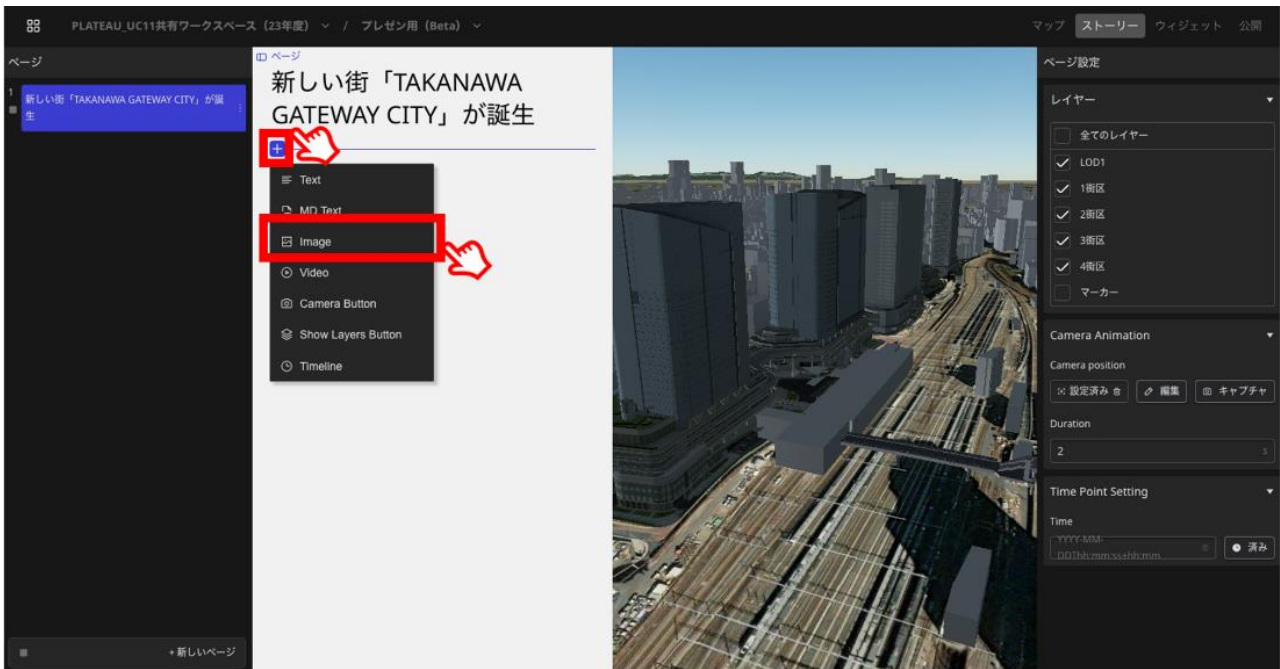 PLATEAU_UC11共有ワークスペース（23年度） / プレゼン用（Beta）
マップ ストーリー ウィジェット 公開
ページ
1
新しい街「TAKANAWA GATEWAY CITY」が誕
生
+ 新しいページ
ページ
新しい街「TAKANAWA
GATEWAY CITY」が誕生
Text
MD Text
Image
Video
Camera Button
Show Layers Button
Timeline
ページ設定
レイヤー
全てのレイヤー
LOD1
1街区
2街区
3街区
4街区
マーカー
Camera Animation
Camera position
設定済み 編集 キャプチャ
Duration
2 s
Time Point Setting
Time
YYYY-MM-
DDThh:mm:ss±hh:mm
済み